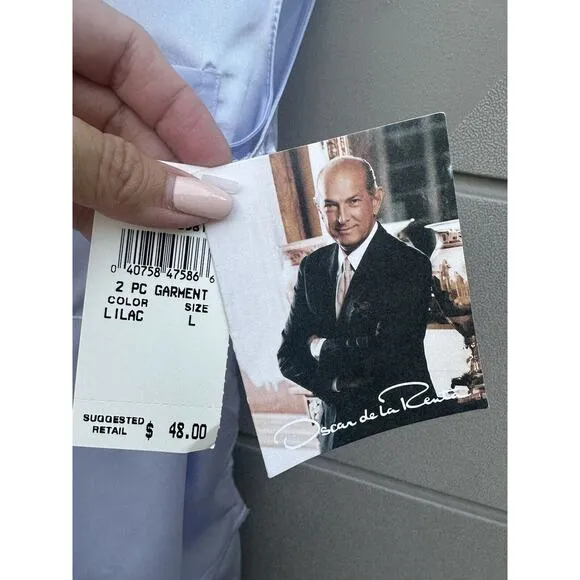 0 40758 47586 6
2 PC GARMENT
COLOR SIZE
LILAC L
SUGGESTED
RETAIL $ 48.00
Oscar de la Renta